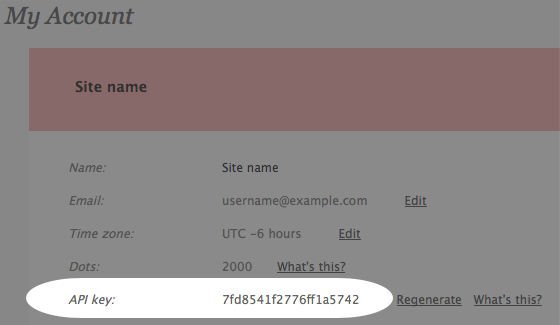 My Account
Site name
Name: Site name
Email: username@example.com Edit
Time zone: UTC -6 hours Edit
Dots: 2000 What's this?
API key: 7fd8541f2776ff1a5742 Regenerate What's this?